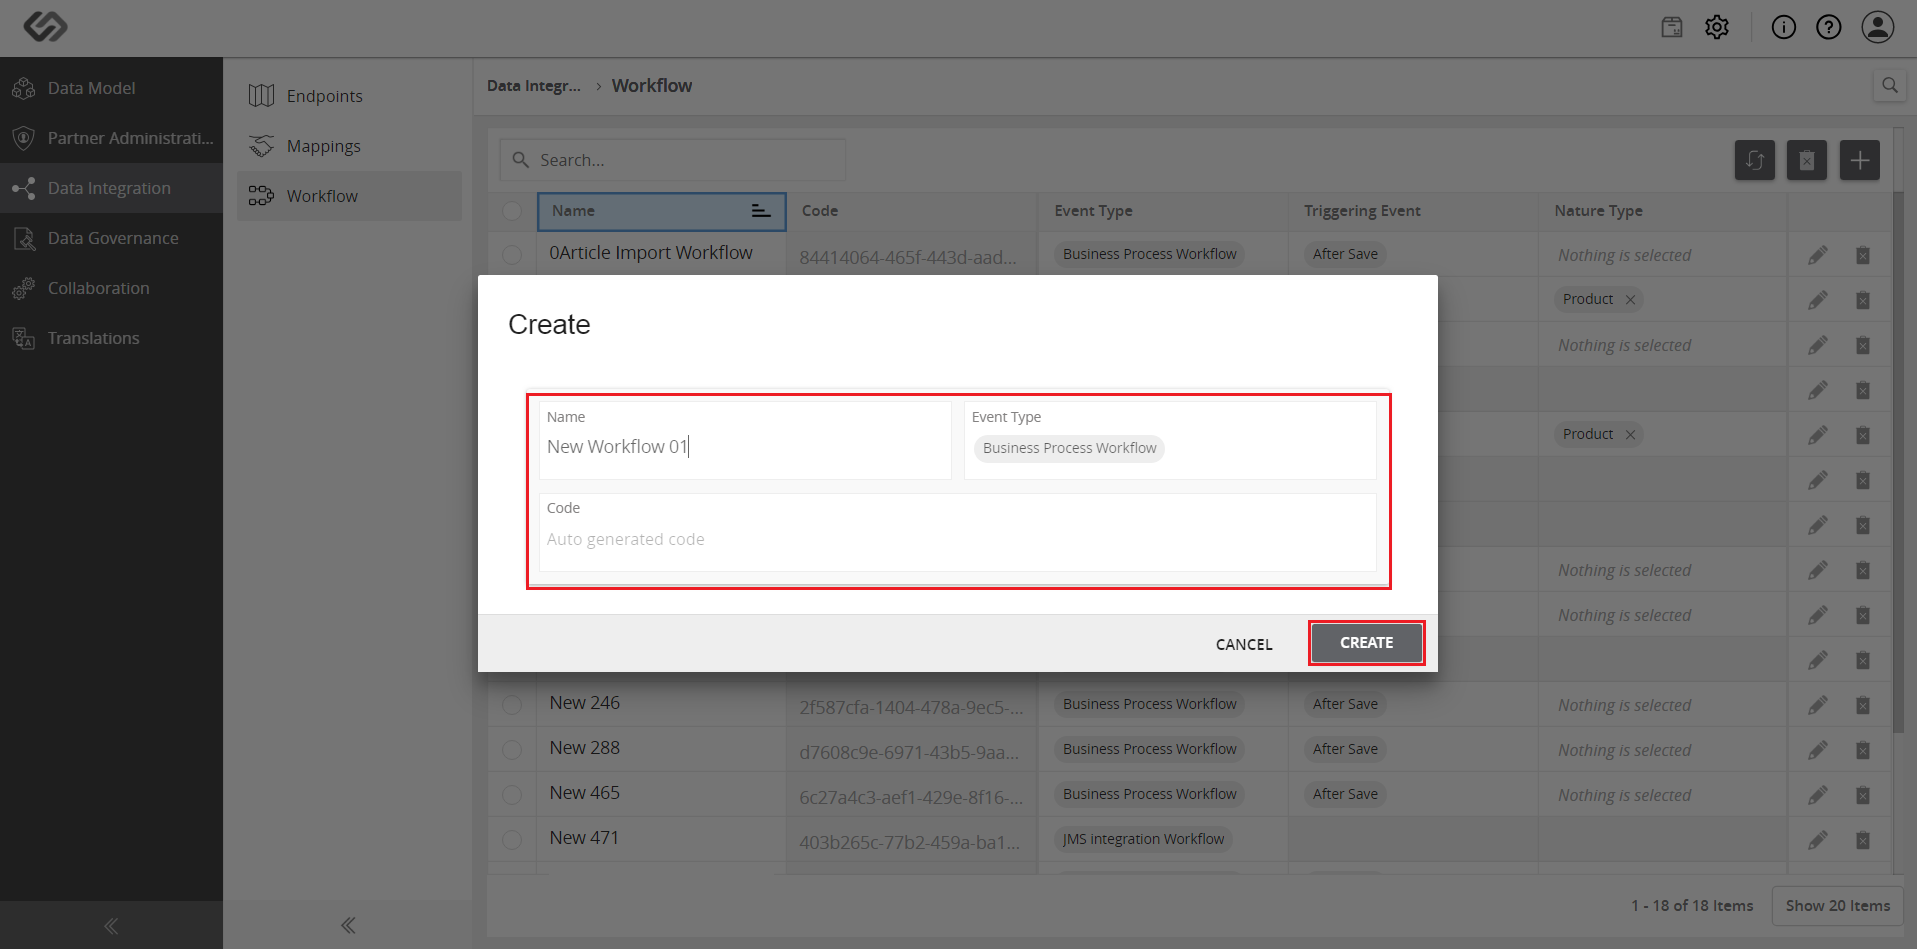 Data Model
Partner Administrati...
Data Integration
Data Governance
Collaboration
Translations
Endpoints
Mappings
Workflow
Data Integr... › Workflow
Search...
Name Code Event Type Triggering Event Nature Type
0Article Import Workflow 84414064-465f-443d-aad... Business Process Workflow After Save Nothing is selected
Product
Nothing is selected
Product
Nothing is selected
Nothing is selected
Create
Name
New Workflow 01
Event Type
Business Process Workflow
Code
Auto generated code
CANCEL CREATE
New 246 2f587cfa-1404-478a-9ec5-... Business Process Workflow After Save Nothing is selected
New 288 d7608c9e-6971-43b5-9aa... Business Process Workflow After Save Nothing is selected
New 465 6c27a4c3-aef1-429e-8f16-... Business Process Workflow After Save Nothing is selected
New 471 403b265c-77b2-459a-ba1... JMS integration Workflow
1 - 18 of 18 Items Show 20 Items